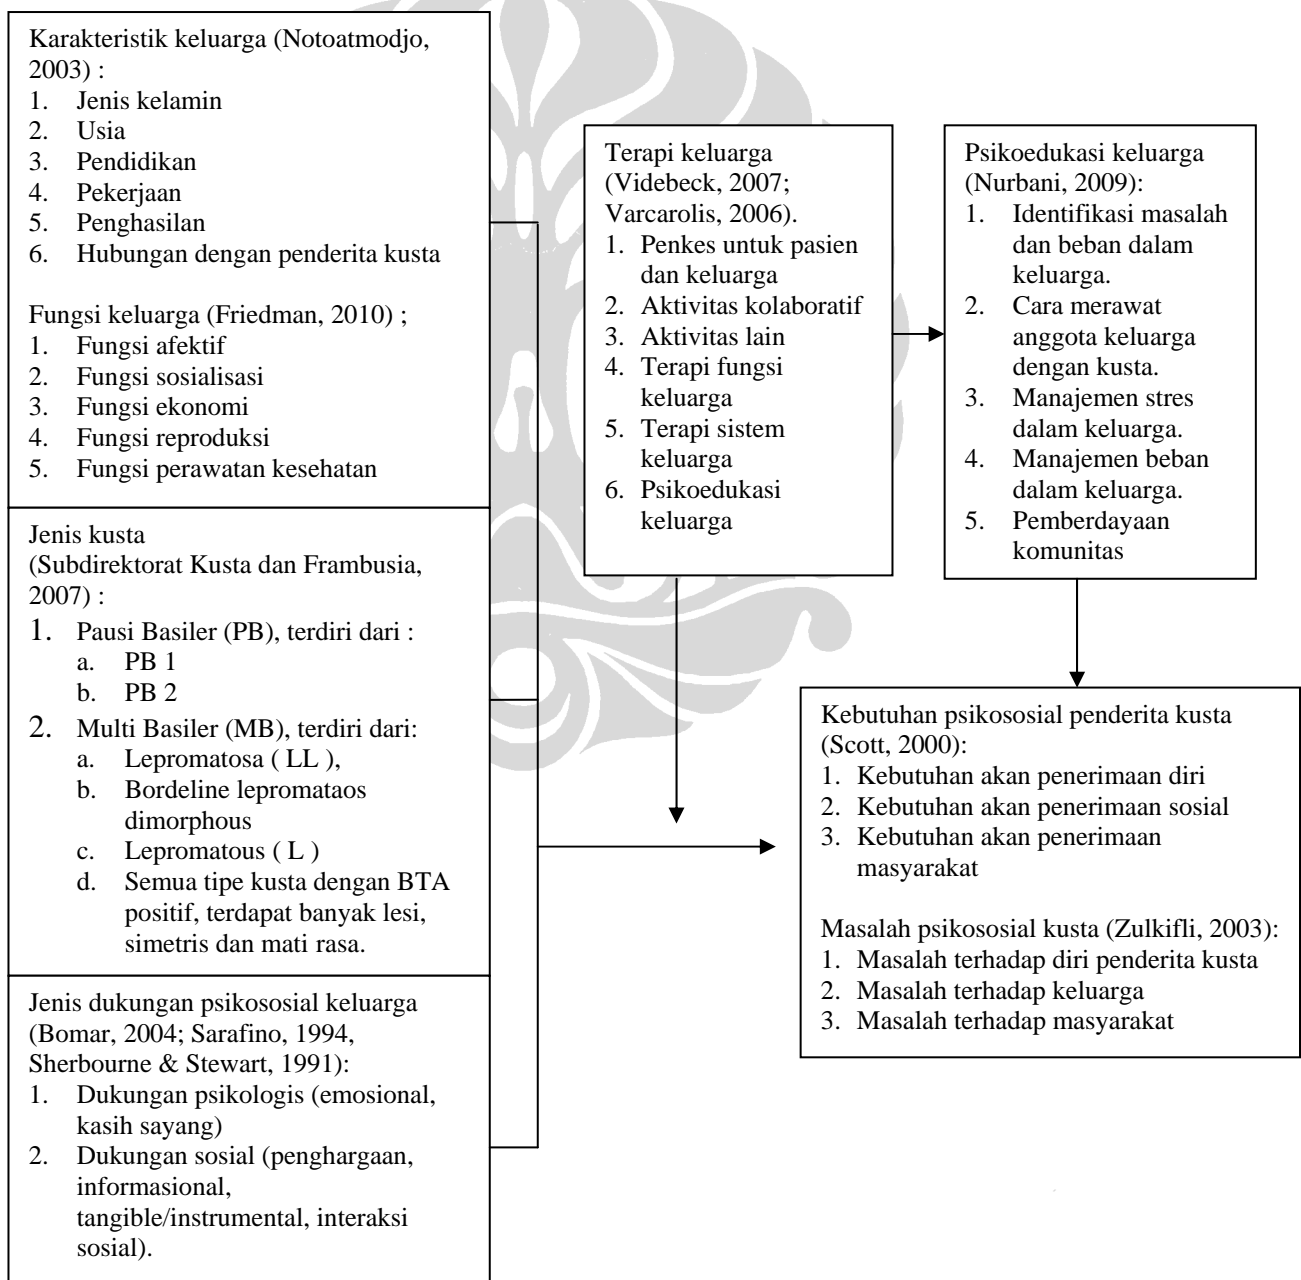 Karakteristik keluarga (Notoatmodjo,
2003) :
1. Jenis kelamin
2. Usia
3. Pendidikan
4. Pekerjaan
5. Penghasilan
6. Hubungan dengan penderita kusta
Fungsi keluarga (Friedman, 2010) ;
1. Fungsi afektif
2. Fungsi sosialisasi
3. Fungsi ekonomi
4. Fungsi reproduksi
5. Fungsi perawatan kesehatan
Jenis kusta
(Subdirektorat Kusta dan Frambusia,
2007) :
1. Pausi Basiler (PB), terdiri dari :
a. PB 1
b. PB 2
2. Multi Basiler (MB), terdiri dari:
a. Lepromatosa ( LL ),
b. Bordeline lepromataos
dimorphous
c. Lepromatous ( L )
d. Semua tipe kusta dengan BTA
positif, terdapat banyak lesi,
simetris dan mati rasa.
Jenis dukungan psikososial keluarga
(Bomar, 2004; Sarafino, 1994,
Sherbourne & Stewart, 1991):
1. Dukungan psikologis (emosional,
kasih sayang)
2. Dukungan sosial (penghargaan,
informasional,
tangible/instrumental, interaksi
sosial).
Terapi keluarga
(Videbeck, 2007;
Varcarolis, 2006).
1. Penkes untuk pasien
dan keluarga
2. Aktivitas kolaboratif
3. Aktivitas lain
4. Terapi fungsi
keluarga
5. Terapi sistem
keluarga
6. Psikoedukasi
keluarga
Psikoedukasi keluarga
(Nurbani, 2009):
1. Identifikasi masalah
dan beban dalam
keluarga.
2. Cara merawat
anggota keluarga
dengan kusta.
3. Manajemen stres
dalam keluarga.
4. Manajemen beban
dalam keluarga.
5. Pemberdayaan
komunitas
Kebutuhan psikososial penderita kusta
(Scott, 2000):
1. Kebutuhan akan penerimaan diri
2. Kebutuhan akan penerimaan sosial
3. Kebutuhan akan penerimaan
masyarakat
Masalah psikososial kusta (Zulkifli, 2003):
1. Masalah terhadap diri penderita kusta
2. Masalah terhadap keluarga
3. Masalah terhadap masyarakat